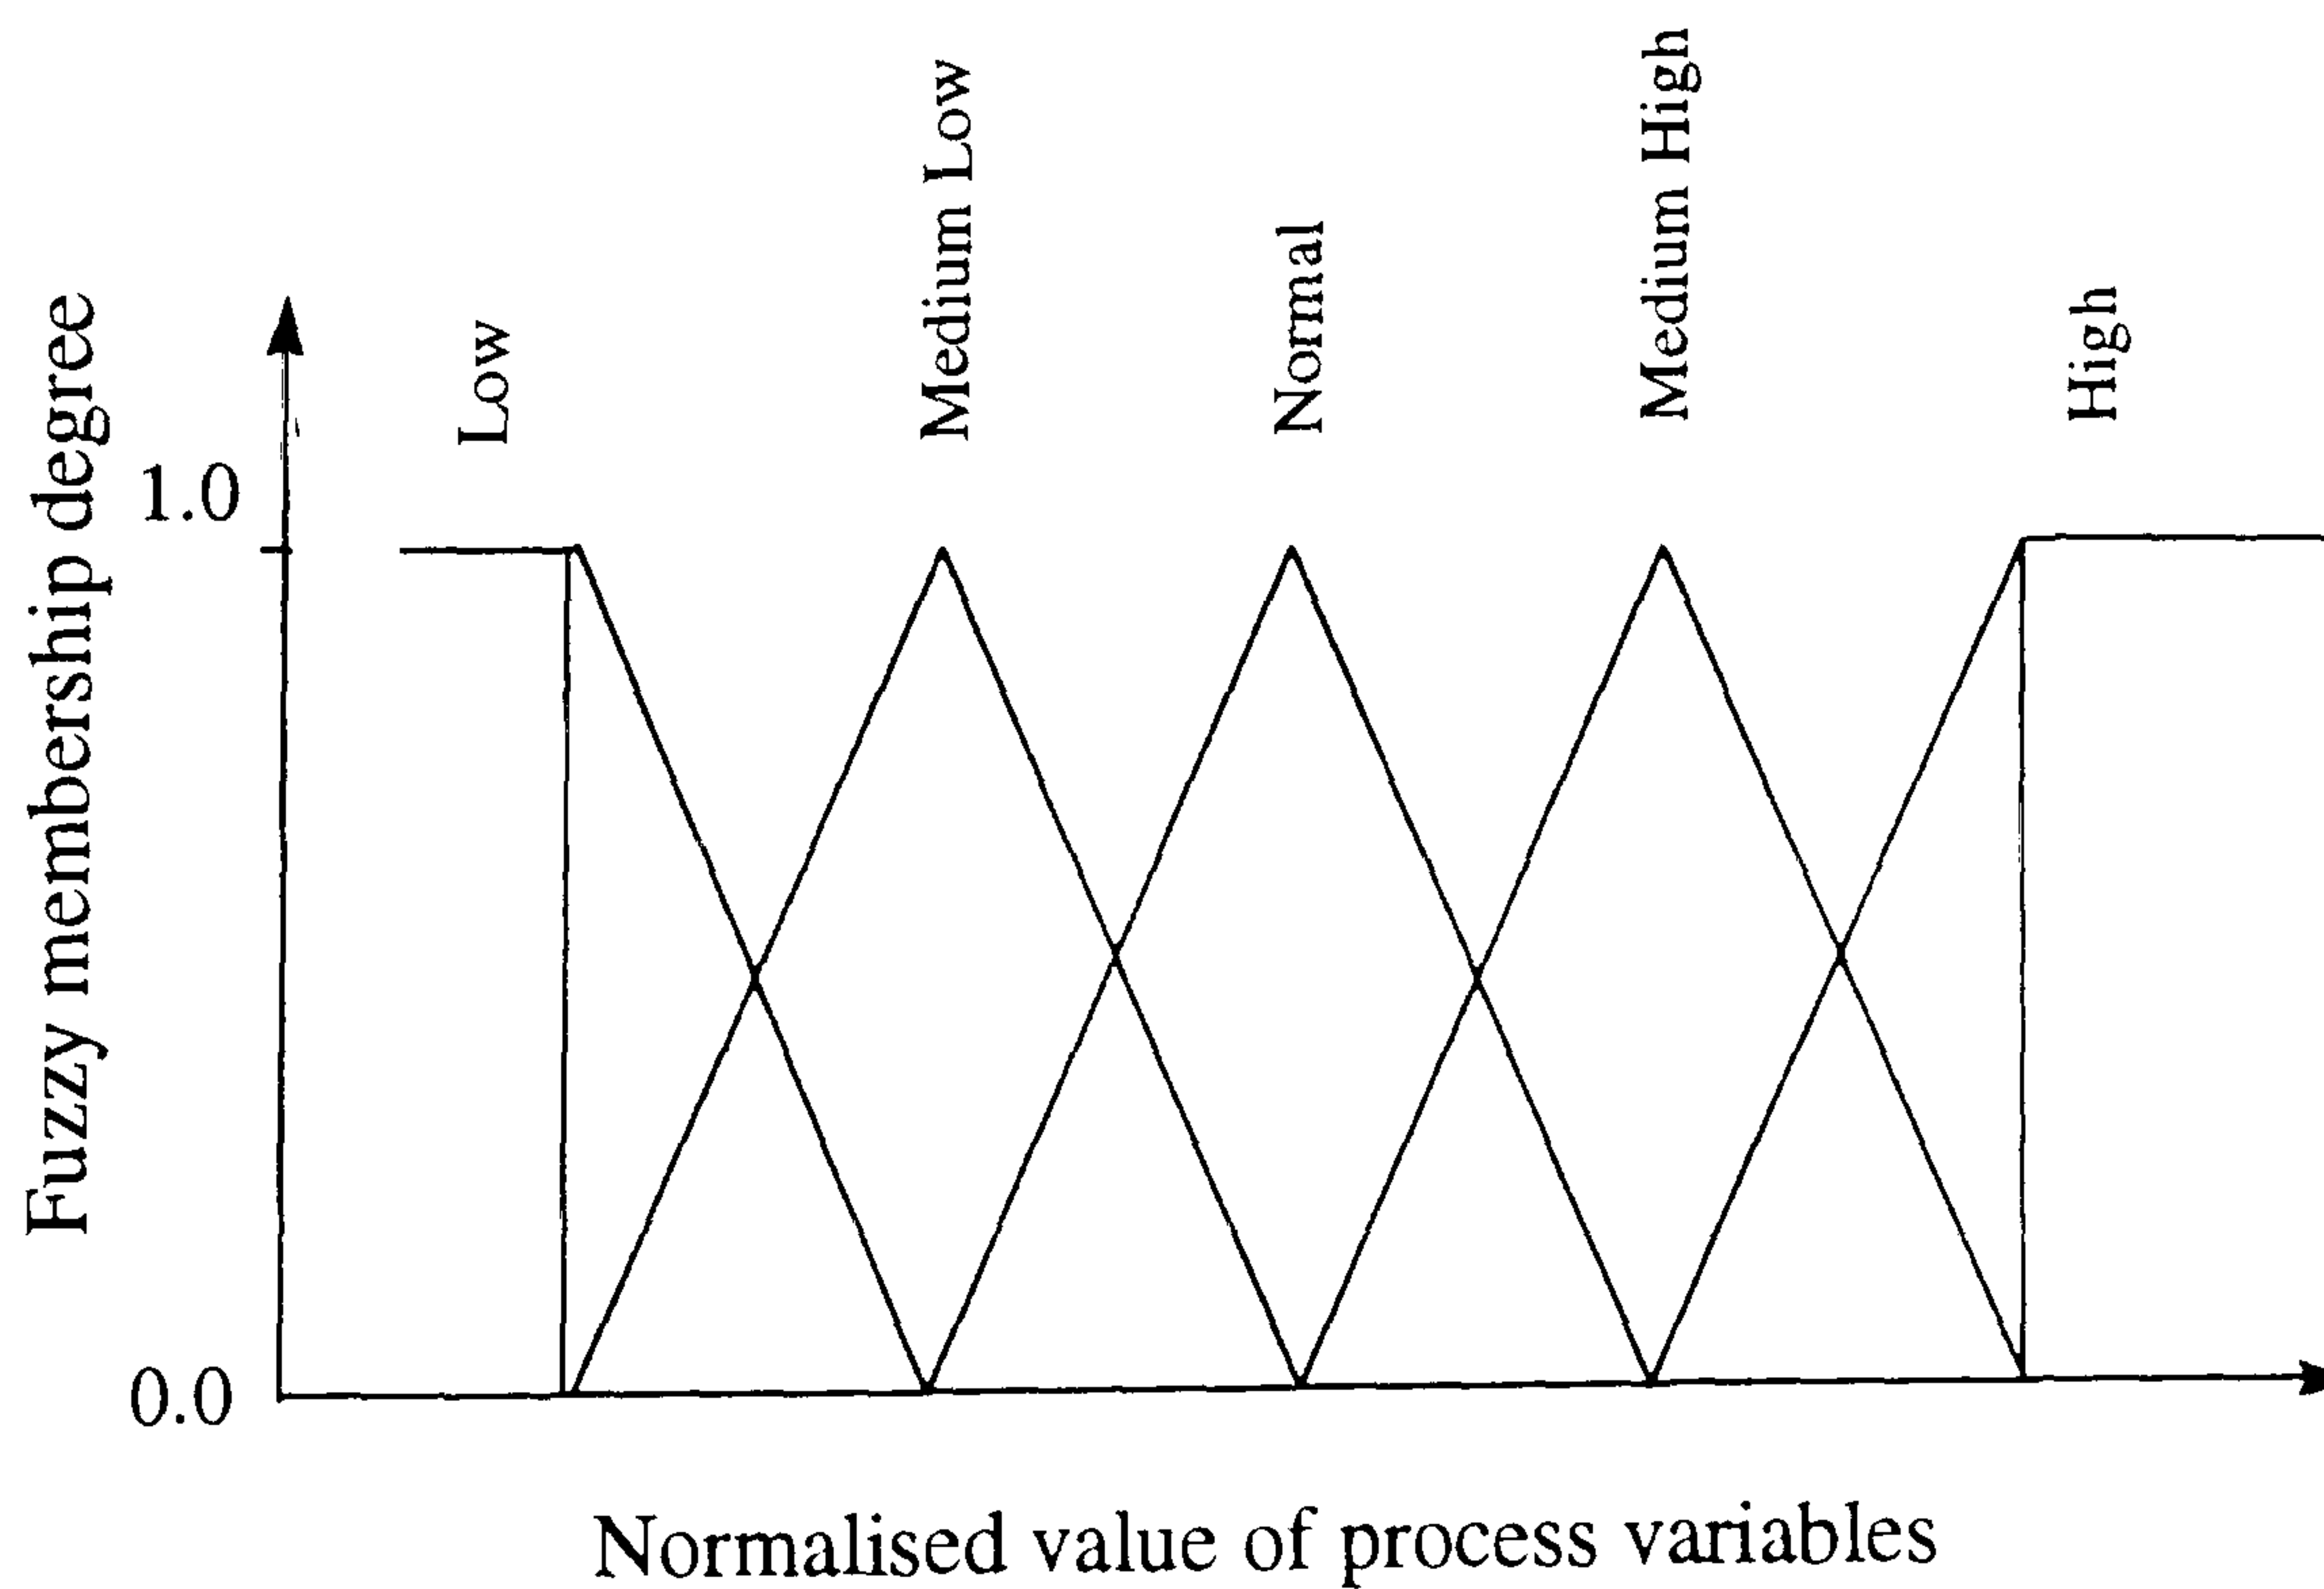 Low
Medium Low
Normal
Medium High
High
Fuzzy membership degree
1.0
0.0
Normalised value of process variables